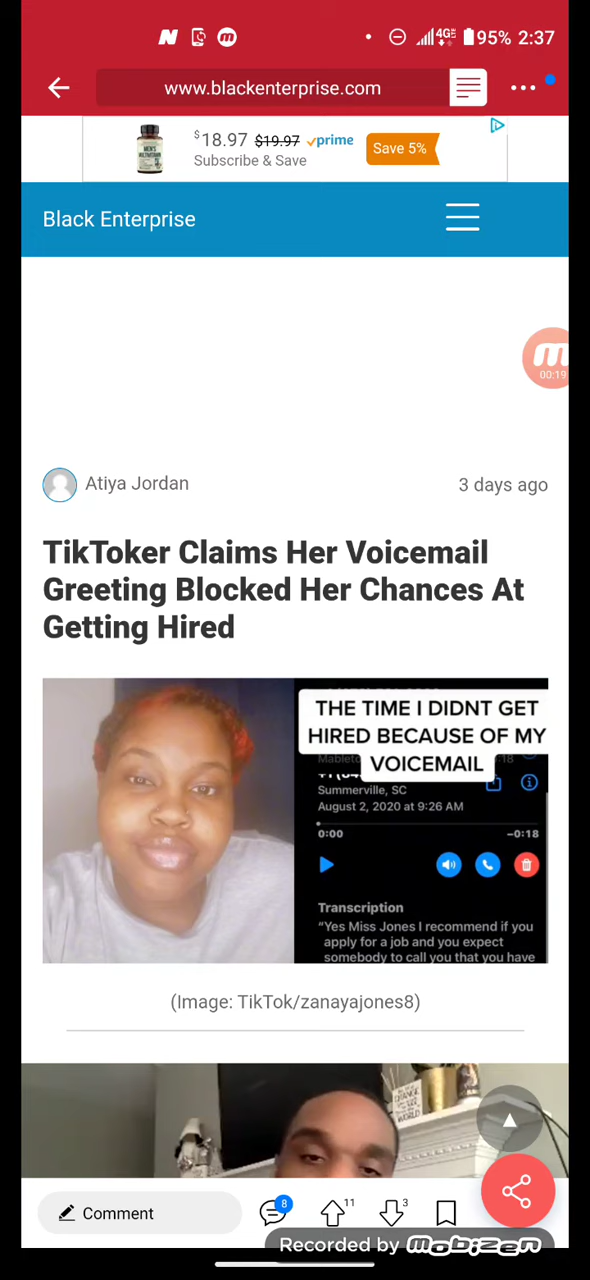 95% 2:37
www.blackenterprise.com
$18.97 $19.97 prime
Subscribe & Save
Save 5%
Black Enterprise
00:19
Atiya Jordan
3 days ago
TikToker Claims Her Voicemail
Greeting Blocked Her Chances At
Getting Hired
THE TIME I DIDNT GET
HIRED BECAUSE OF MY
VOICEMAIL
Summerville, SC
August 2, 2020 at 9:26 AM
0:00
-0:18
Transcription
“Yes Miss Jones I recommend if you
apply for a job and you expect
somebody to call you that you have
(Image: TikTok/zanayajones8)
Comment
8
11
3
Recorded by mobizen